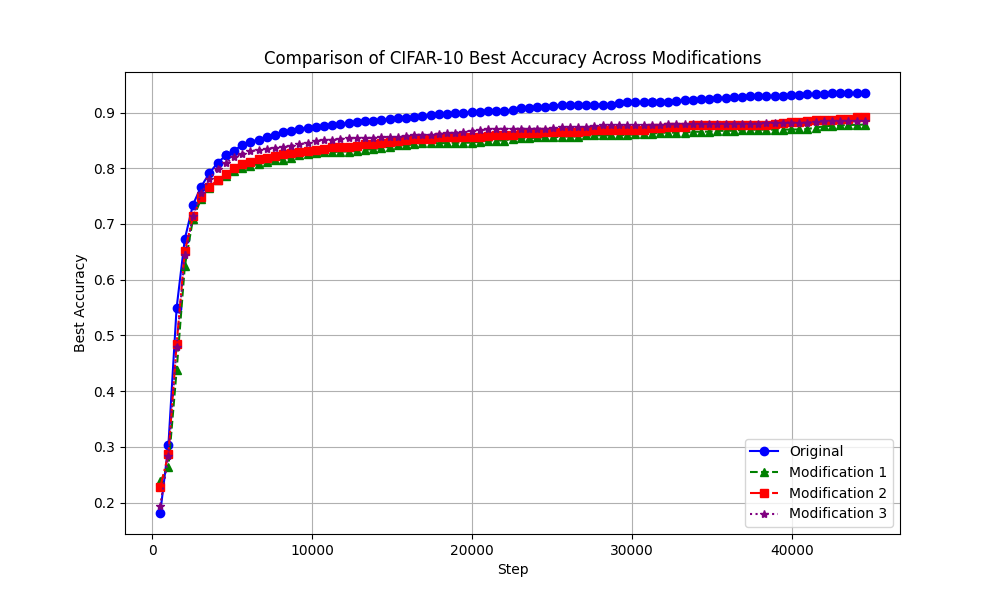 Comparison of CIFAR-10 Best Accuracy Across Modifications
Best Accuracy
0.9
0.8
0.7
0.6
0.5
0.4
0.3
0.2
0
10000
20000
30000
40000
Step
Original
Modification 1
Modification 2
Modification 3